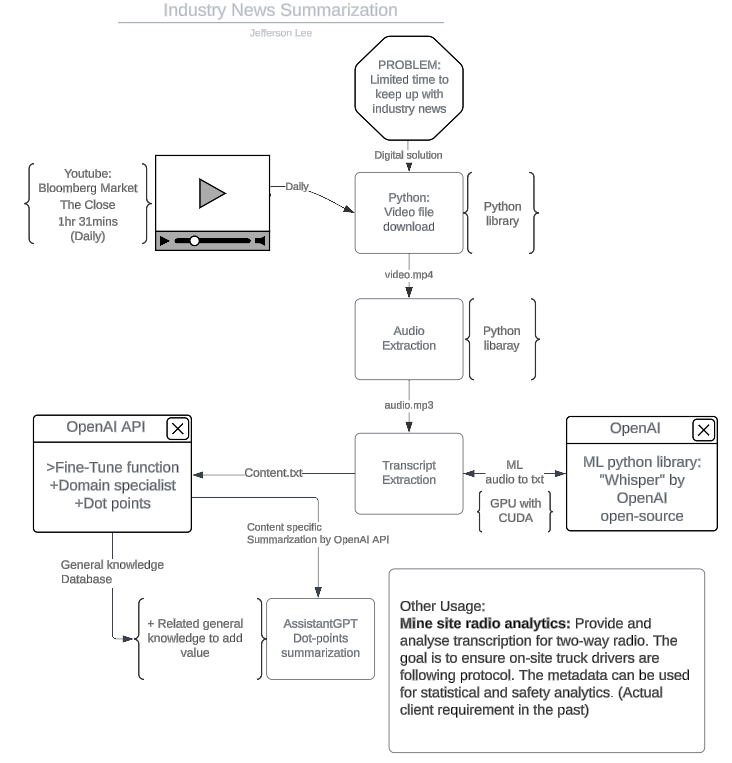 Industry News Summarization
Jefferson Lee
PROBLEM:
Limited time to
keep up with
industry news
Digital solution
Youtube:
Bloomberg Market
The Close
1hr 31mins
(Daily)
Daily
Python:
Video file
download
Python
library
video.mp4
Audio
Extraction
Python
libaray
audio.mp3
OpenAI API
>Fine-Tune function
+Domain specialist
+Dot points
Content.txt
Transcript
Extraction
ML
audio to txt
GPU with
CUDA
OpenAI
ML python library:
"Whisper" by
OpenAI
open-source
Content specific
Summarization by OpenAI API
General knowledge
Database
+ Related general
knowledge to add
value
AssistantGPT
Dot-points
summarization
Other Usage:
Mine site radio analytics: Provide and
analyse transcription for two-way radio. The
goal is to ensure on-site truck drivers are
following protocol. The metadata can be used
for statistical and safety analytics. (Actual
client requirement in the past)